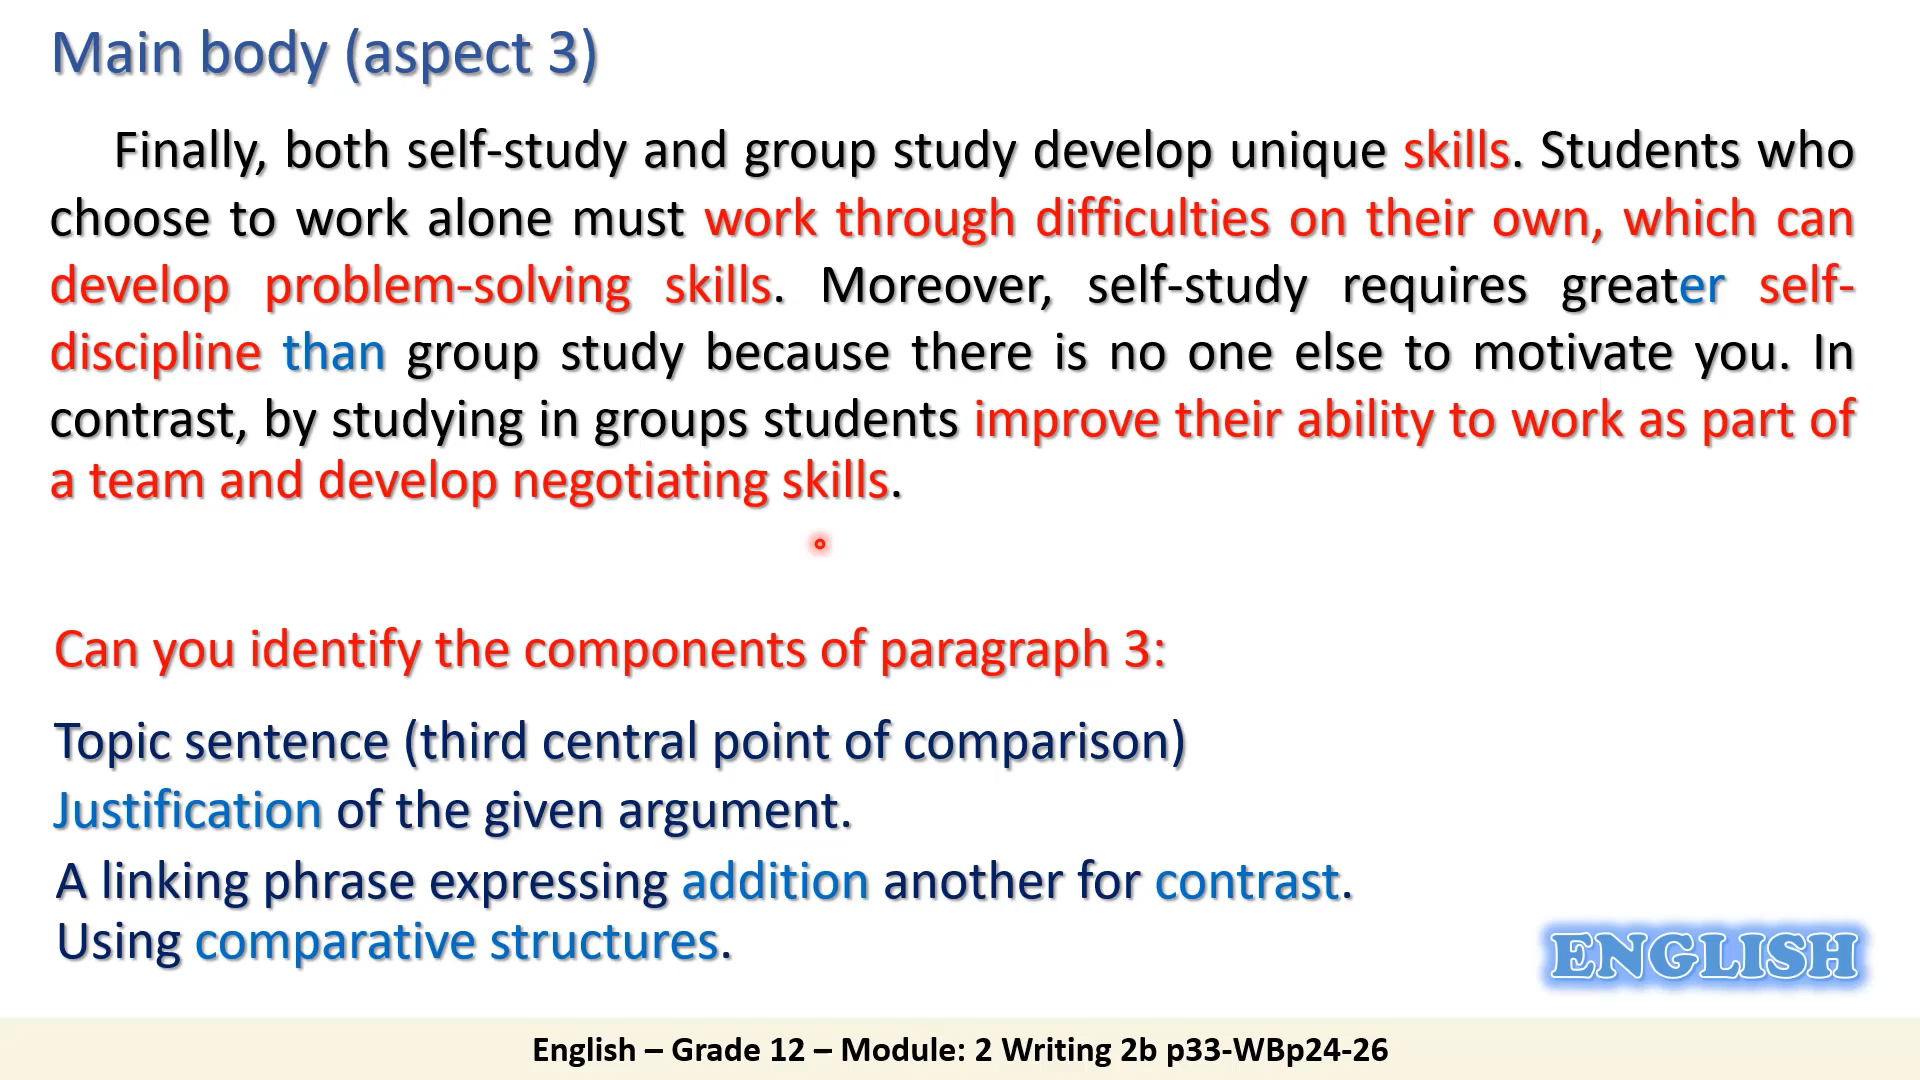 Main body (aspect 3)
Finally, both self-study and group study develop unique skills. Students who
choose to work alone must work through difficulties on their own, which can
develop problem-solving skills. Moreover, self-study requires greater self-
discipline than group study because there is no one else to motivate you. In
contrast, by studying in groups students improve their ability to work as part of
a team and develop negotiating skills.
Can you identify the components of paragraph 3:
Topic sentence (third central point of comparison)
Justification of the given argument.
A linking phrase expressing addition another for contrast.
Using comparative structures.
ENGLISH
English – Grade 12 – Module: 2 Writing 2b p33-WBp24-26